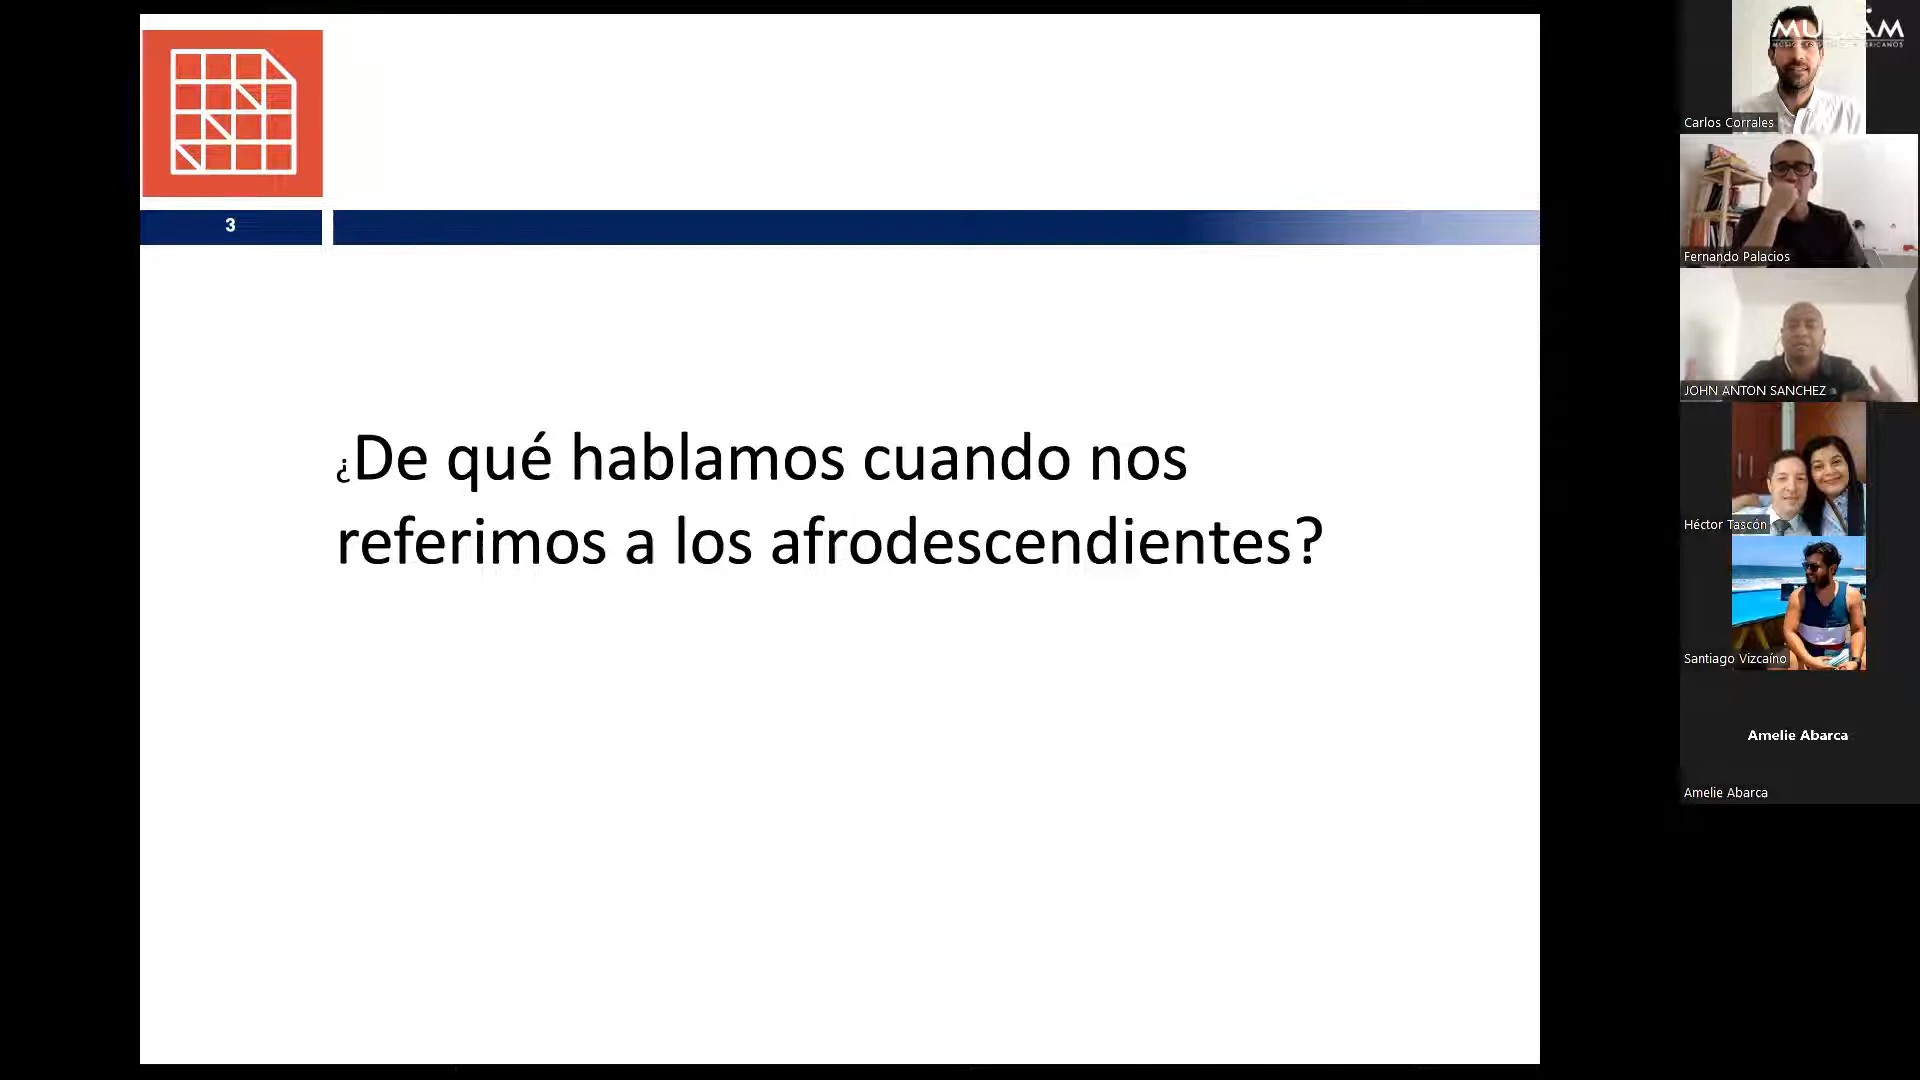 3
¿De qué hablamos cuando nos
referimos a los afrodescendientes?
Carlos Corrales
Fernando Palacios
JOHN ANTON SANCHEZ
Héctor Tascón
Santiago Vizcaíno
Amelie Abarca
Amelie Abarca